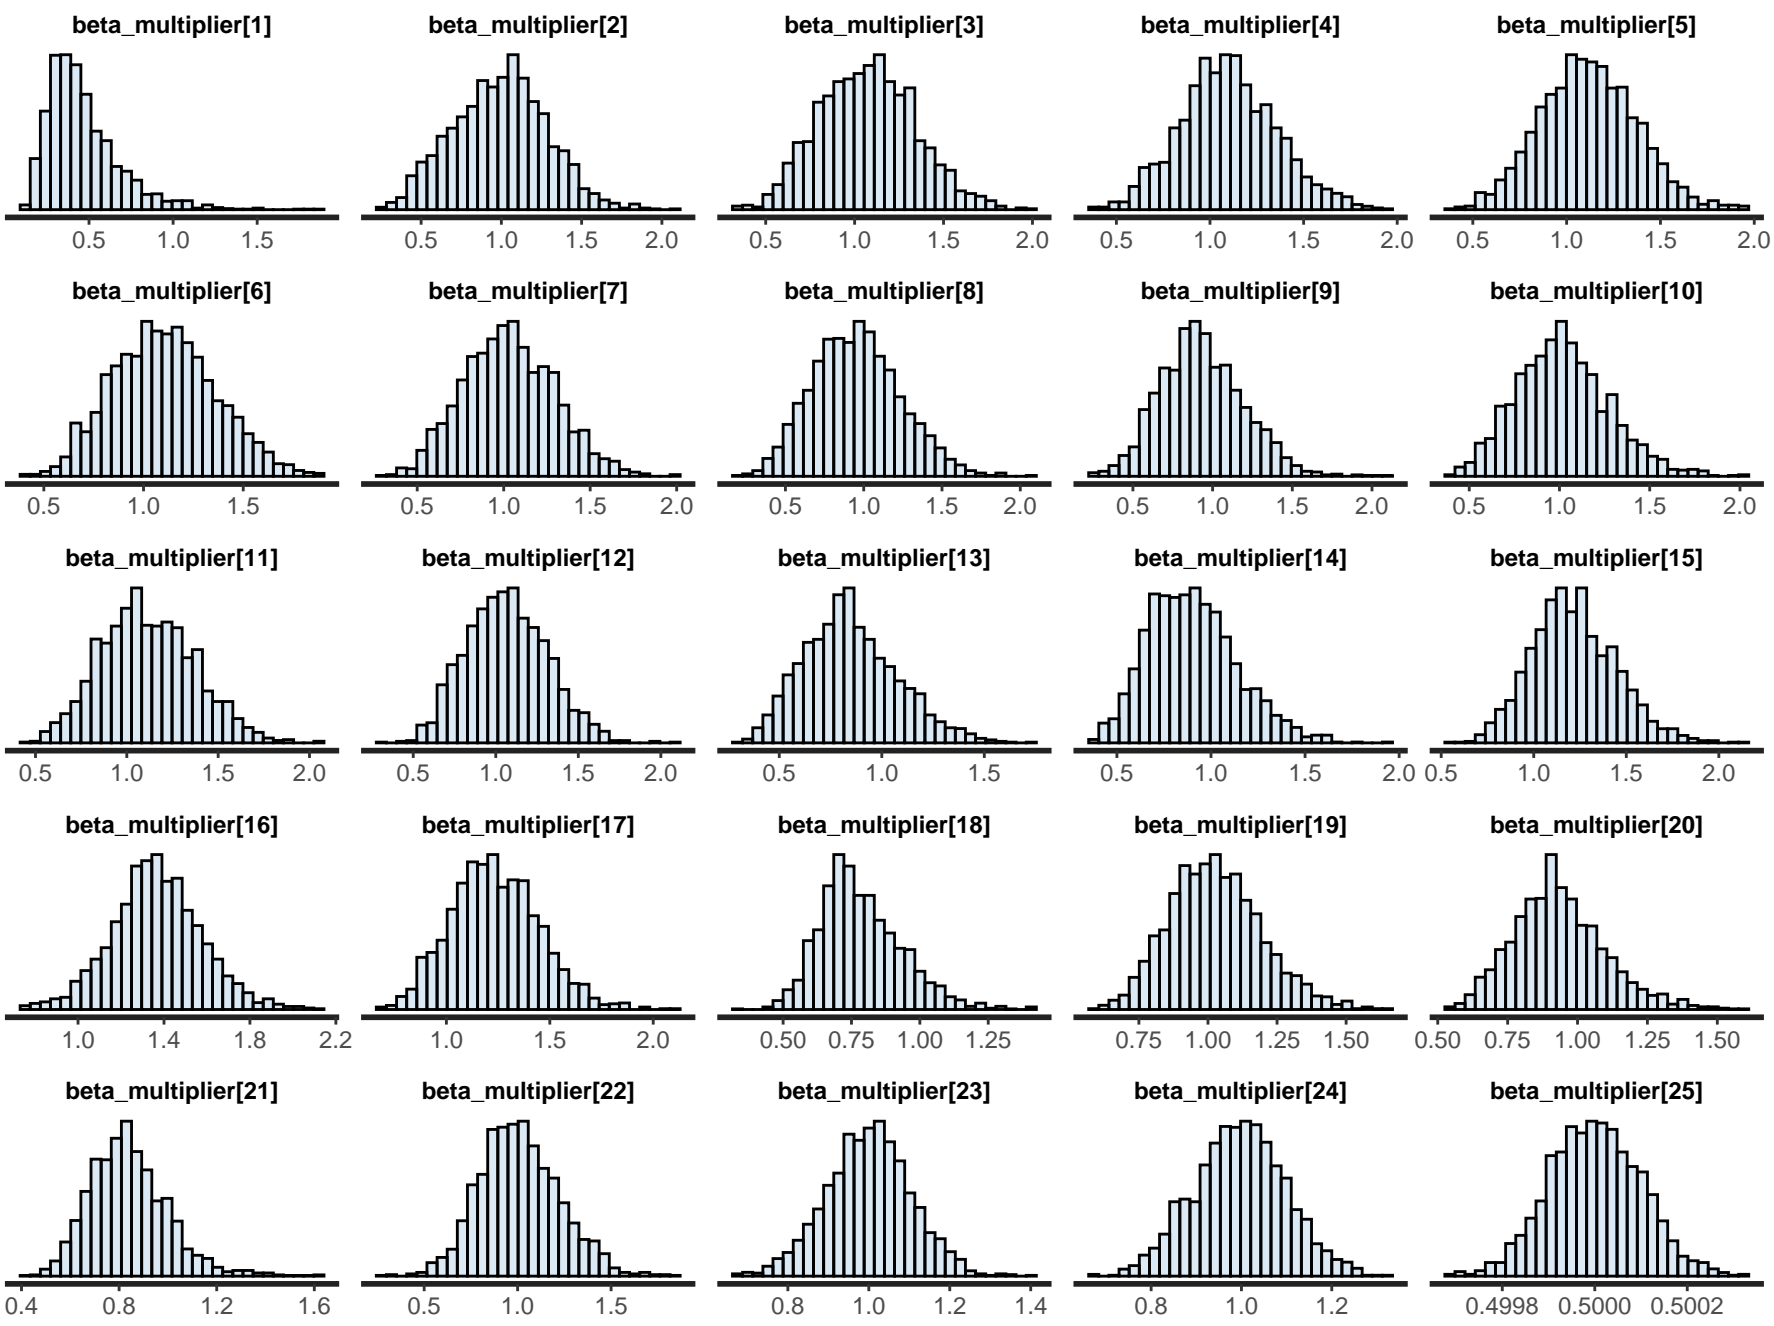 beta_multiplier[1] beta_multiplier[2] beta_multiplier[3] beta_multiplier[4] beta_multiplier[5]
0.5 1.0 1.5 0.5 1.0 1.5 2.0 0.5 1.0 1.5 2.0 0.5 1.0 1.5 2.0 0.5 1.0 1.5 2.0
beta_multiplier[6] beta_multiplier[7] beta_multiplier[8] beta_multiplier[9] beta_multiplier[10]
0.5 1.0 1.5 0.5 1.0 1.5 2.0 0.5 1.0 1.5 2.0 0.5 1.0 1.5 2.0 0.5 1.0 1.5 2.0
beta_multiplier[11] beta_multiplier[12] beta_multiplier[13] beta_multiplier[14] beta_multiplier[15]
0.5 1.0 1.5 2.0 0.5 1.0 1.5 2.0 0.5 1.0 1.5 0.5 1.0 1.5 2.0 0.5 1.0 1.5 2.0
beta_multiplier[16] beta_multiplier[17] beta_multiplier[18] beta_multiplier[19] beta_multiplier[20]
1.0 1.4 1.8 2.2 1.0 1.5 2.0 0.50 0.75 1.00 1.25 0.75 1.00 1.25 1.50 0.50 0.75 1.00 1.25 1.50
beta_multiplier[21] beta_multiplier[22] beta_multiplier[23] beta_multiplier[24] beta_multiplier[25]
0.4 0.8 1.2 1.6 0.5 1.0 1.5 0.8 1.0 1.2 1.4 0.8 1.0 1.2 0.4998 0.5000 0.5002